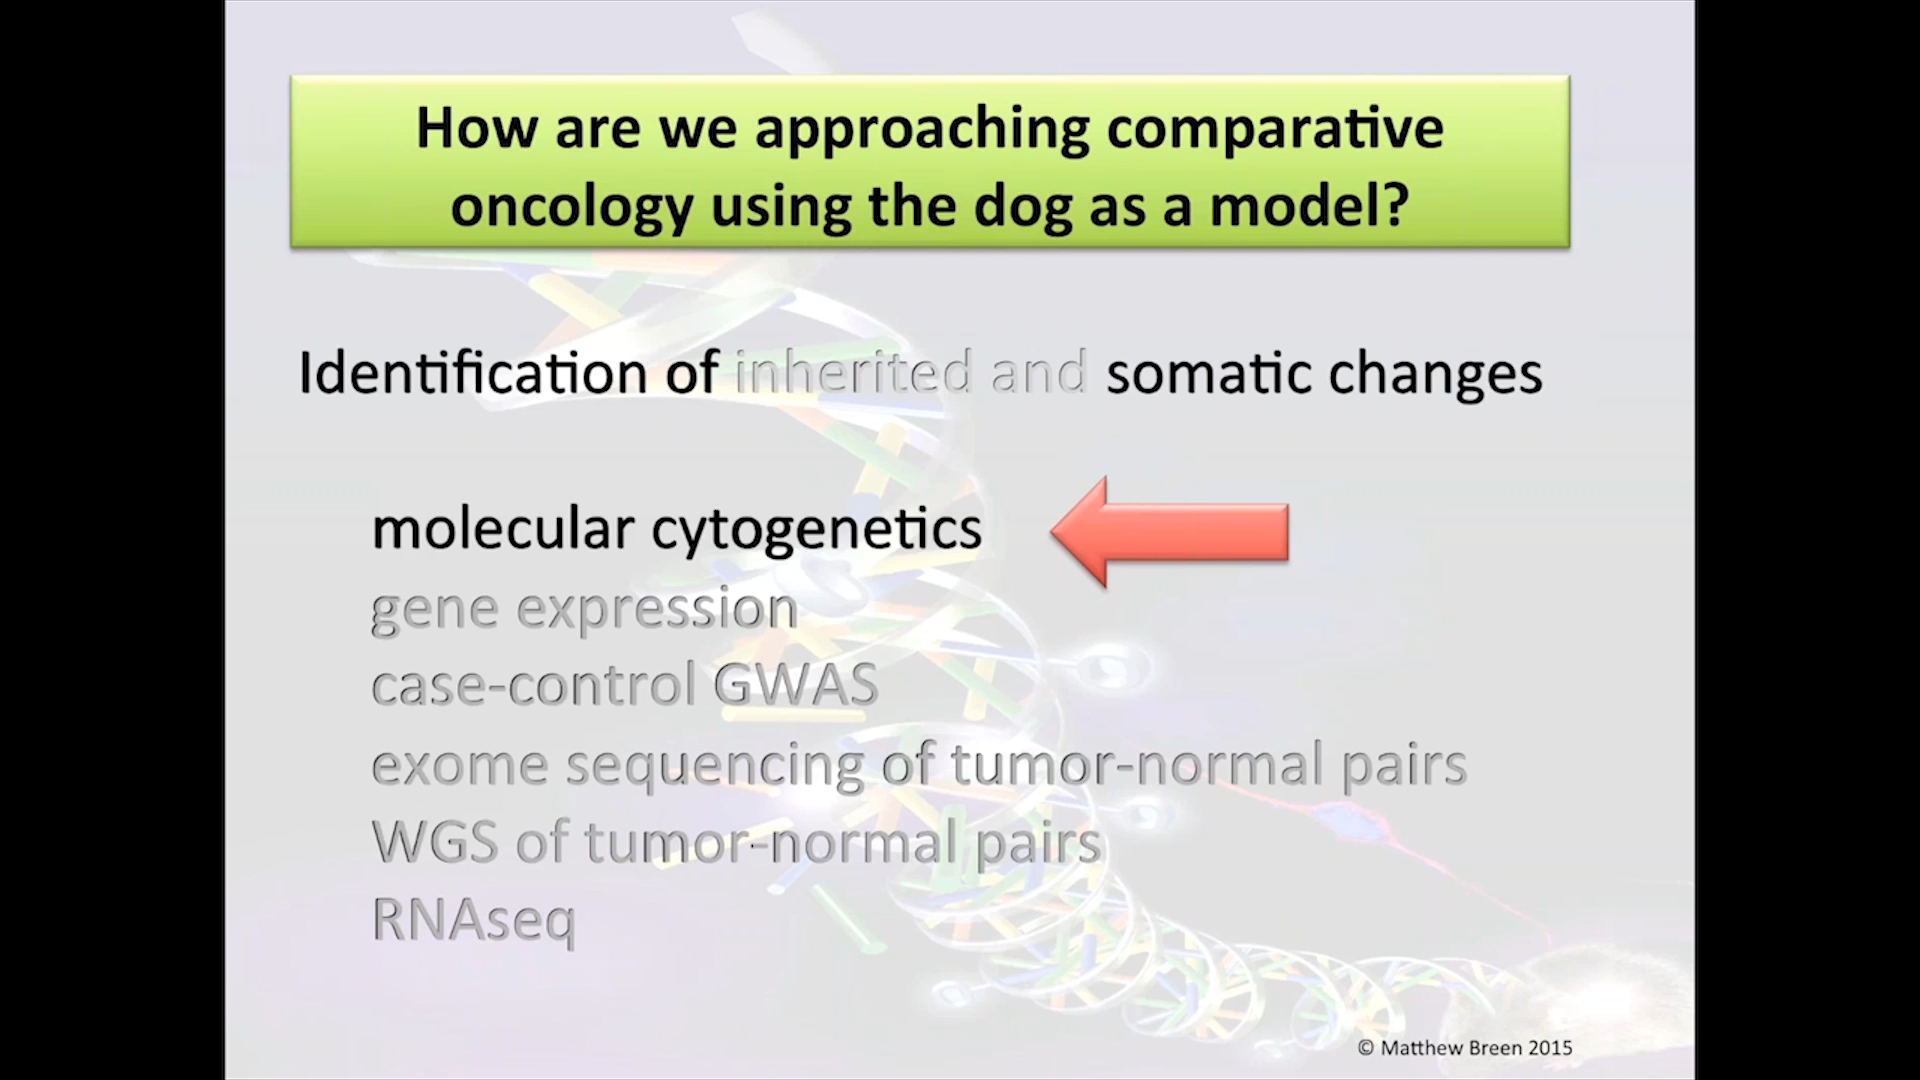 How are we approaching comparative
oncology using the dog as a model?
Identification of inherited and somatic changes
molecular cytogenetics
gene expression
case-control GWAS
exome sequencing of tumor-normal pairs
WGS of tumor-normal pairs
RNAseq
© Matthew Breen 2015